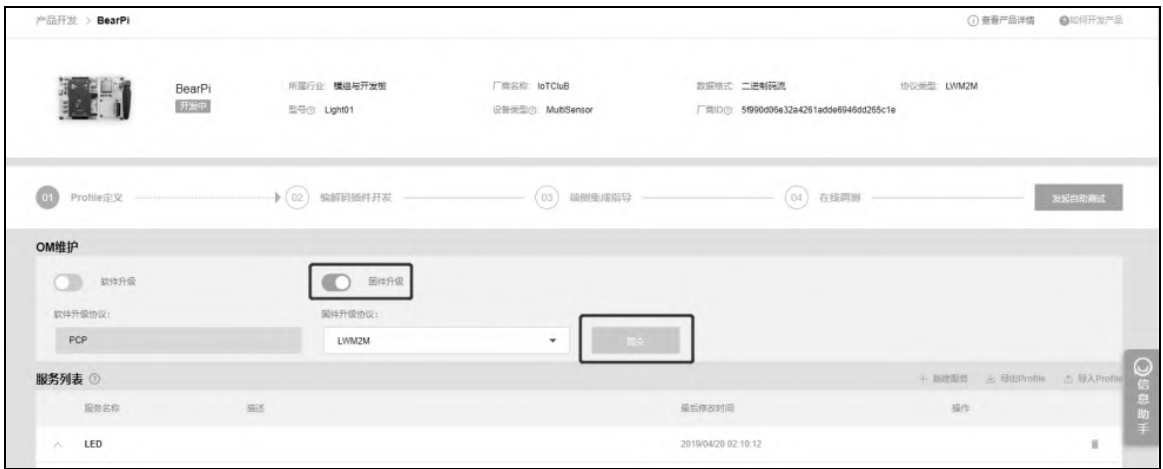 产品开发 > BearPi
查看产品详情 如何开发产品
BearPi
开发中
所属行业: 模组与开发板
厂商名称: IoTCluB
数据格式: 二进制码流
协议类型: LWM2M
型号: Light01
设备类型: MultiSensor
厂商ID: 5f990d06e32a4261adde6946dd265c1e
01 Profile定义
02 编解码插件开发
03 端侧集成指导
04 在线调测
发起自助测试
OM维护
软件升级
固件升级
软件升级协议:
固件升级协议:
PCP
LWM2M
服务列表
+ 新建服务 导出Profile 导入Profile
服务名称 描述 最后修改时间 操作
LED 2019/04/20 02:10:12
信息助手